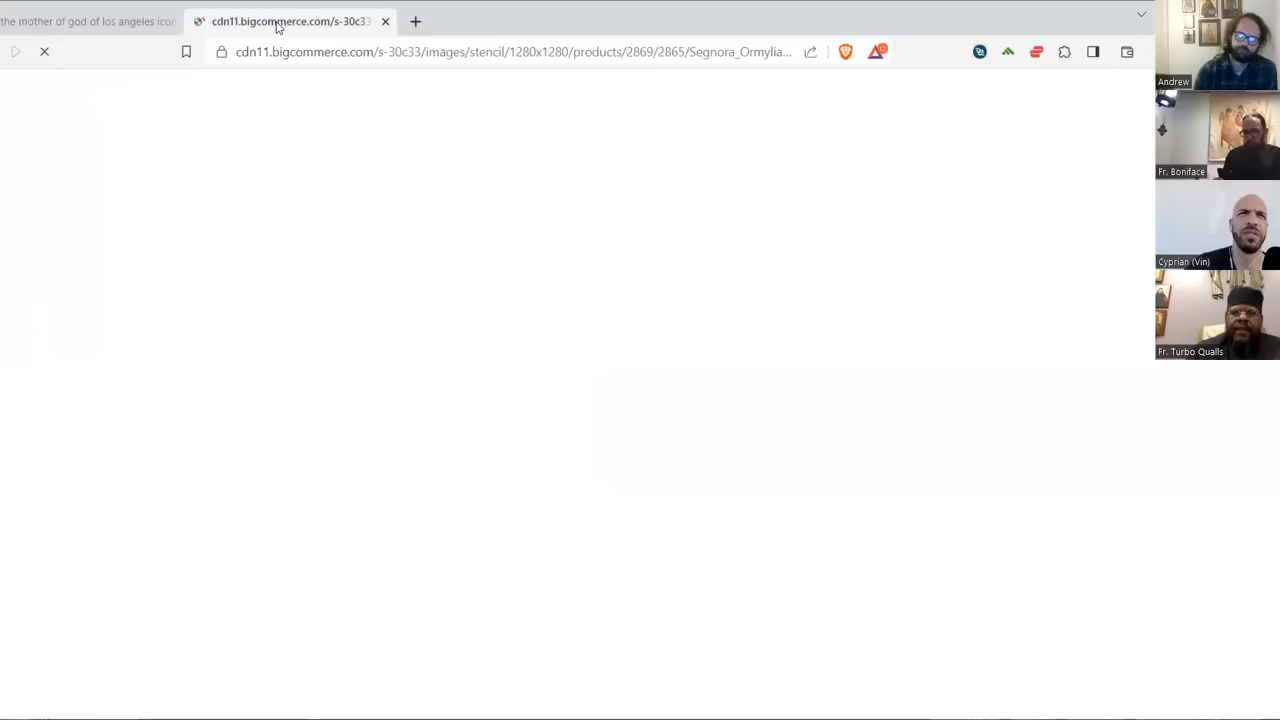 the mother of god of los angeles icon
cdn11.bigcommerce.com/s-30c33
cdn11.bigcommerce.com/s-30c33/images/stencil/1280x1280/products/2869/2865/Segnora_Ormylia...
Andrew
Fr. Boniface
Cyprian (Vin)
Fr. Turbo Qualls